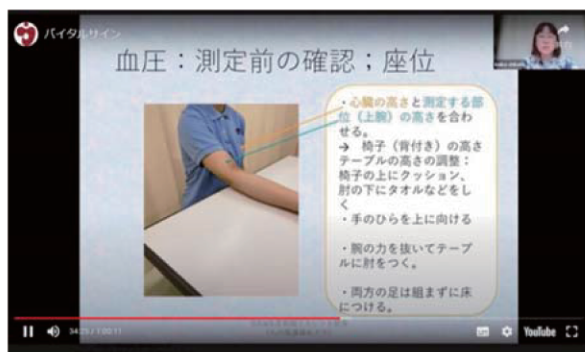 バイタルサイン
血圧：測定前の確認；座位
・心臓の高さと測定する部
位（上腕）の高さを合わ
せる。
→ 椅子（背付き）の高さ
テーブルの高さの調整：
椅子の上にクッション、
肘の下にタオルなどをし
く
・手のひらを上に向ける
・腕の力を抜いてテーブ
ルに肘をつく。
・両方の足は組まずに床
につける。
YouTube